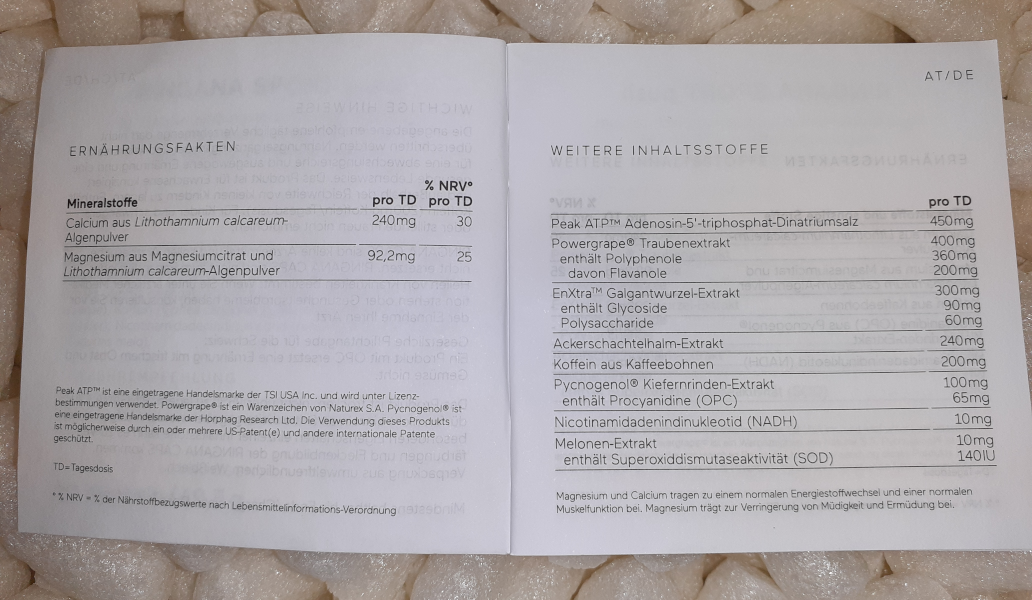 ERNÄHRUNGSFAKTEN
% NRV*
Mineralstoffe pro TD pro TD
Calcium aus Lithothamnium calcareum- 240mg 30
Algenpulver
Magnesium aus Magnesiumcitrat und 92,2mg 25
Lithothamnium calcareum-Algenpulver
Peak ATP™ ist eine eingetragene Handelsmarke der TSI USA Inc. und wird unter Lizenz-
bestimmungen verwendet. Powergrape® ist ein Warenzeichen von Naturex S.A. Pycnogenol® ist
eine eingetragene Handelsmarke der Horphag Research Ltd. Die Verwendung dieses Produkts
ist möglicherweise durch ein oder mehrere US-Patent(e) und andere internationale Patente
geschützt.
TD= Tagesdosis
* % NRV = % der Nährstoffbezugswerte nach Lebensmittelinformations-Verordnung
AT/DE
WEITERE INHALTSSTOFFE
pro TD
Peak ATP™ Adenosin-5'-triphosphat-Dinatriumsalz 450mg
Powergrape® Traubenextrakt 400mg
enthält Polyphenole 360mg
davon Flavanole 200mg
EnXtra™ Galgantwurzel-Extrakt 300mg
enthält Glycoside 90mg
Polysaccharide 60mg
Ackerschachtelhalm-Extrakt 240mg
Koffein aus Kaffeebohnen 200mg
Pycnogenol® Kiefernrinden-Extrakt 100mg
enthält Procyanidine (OPC) 65mg
Nicotinamidadenindinukleotid (NADH) 10mg
Melonen-Extrakt 10mg
enthält Superoxiddismutaseaktivität (SOD) 140IU
Magnesium und Calcium tragen zu einem normalen Energiestoffwechsel und einer normalen
Muskelfunktion bei. Magnesium trägt zur Verringerung von Müdigkeit und Ermüdung bei.